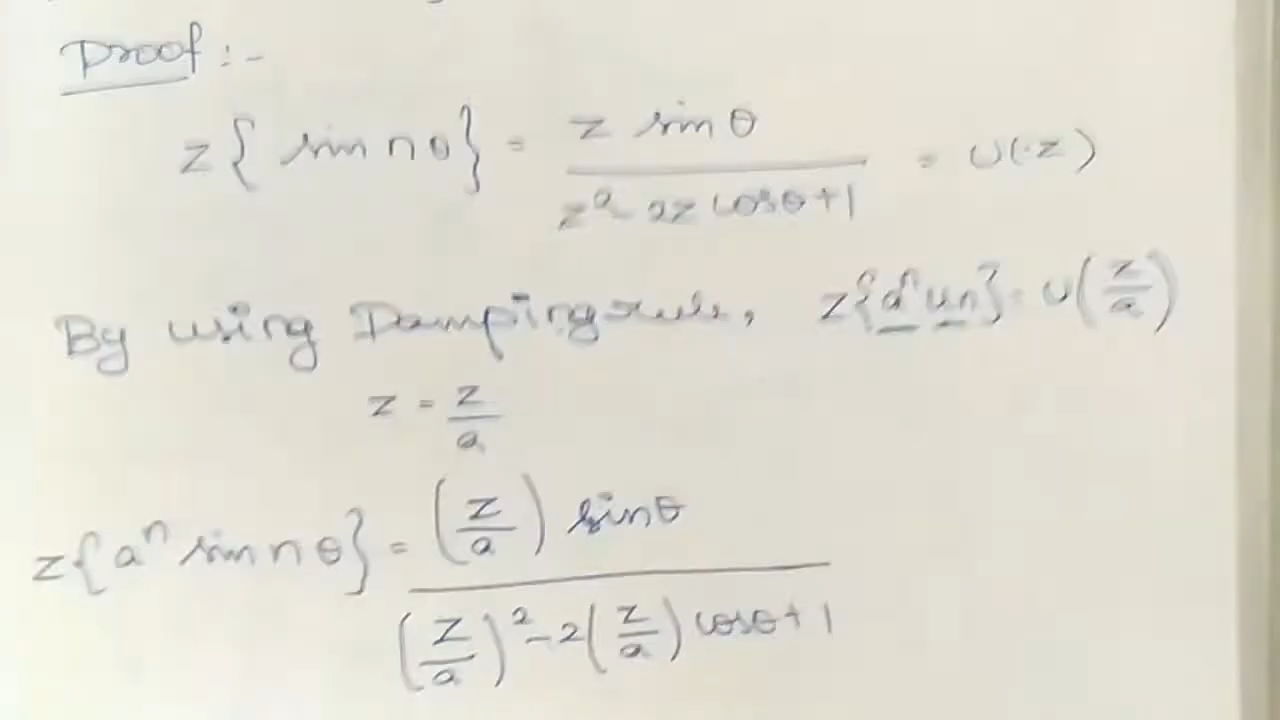 Proof :-
z{ sin nθ} = z sinθ / z² - 2z cosθ + 1 = U(z)
By using Damping rule, z{aⁿ un} = U(z/a)
z = z/a
z{aⁿ sin n θ} = (z/a) sinθ / (z/a)² - 2(z/a) cosθ + 1